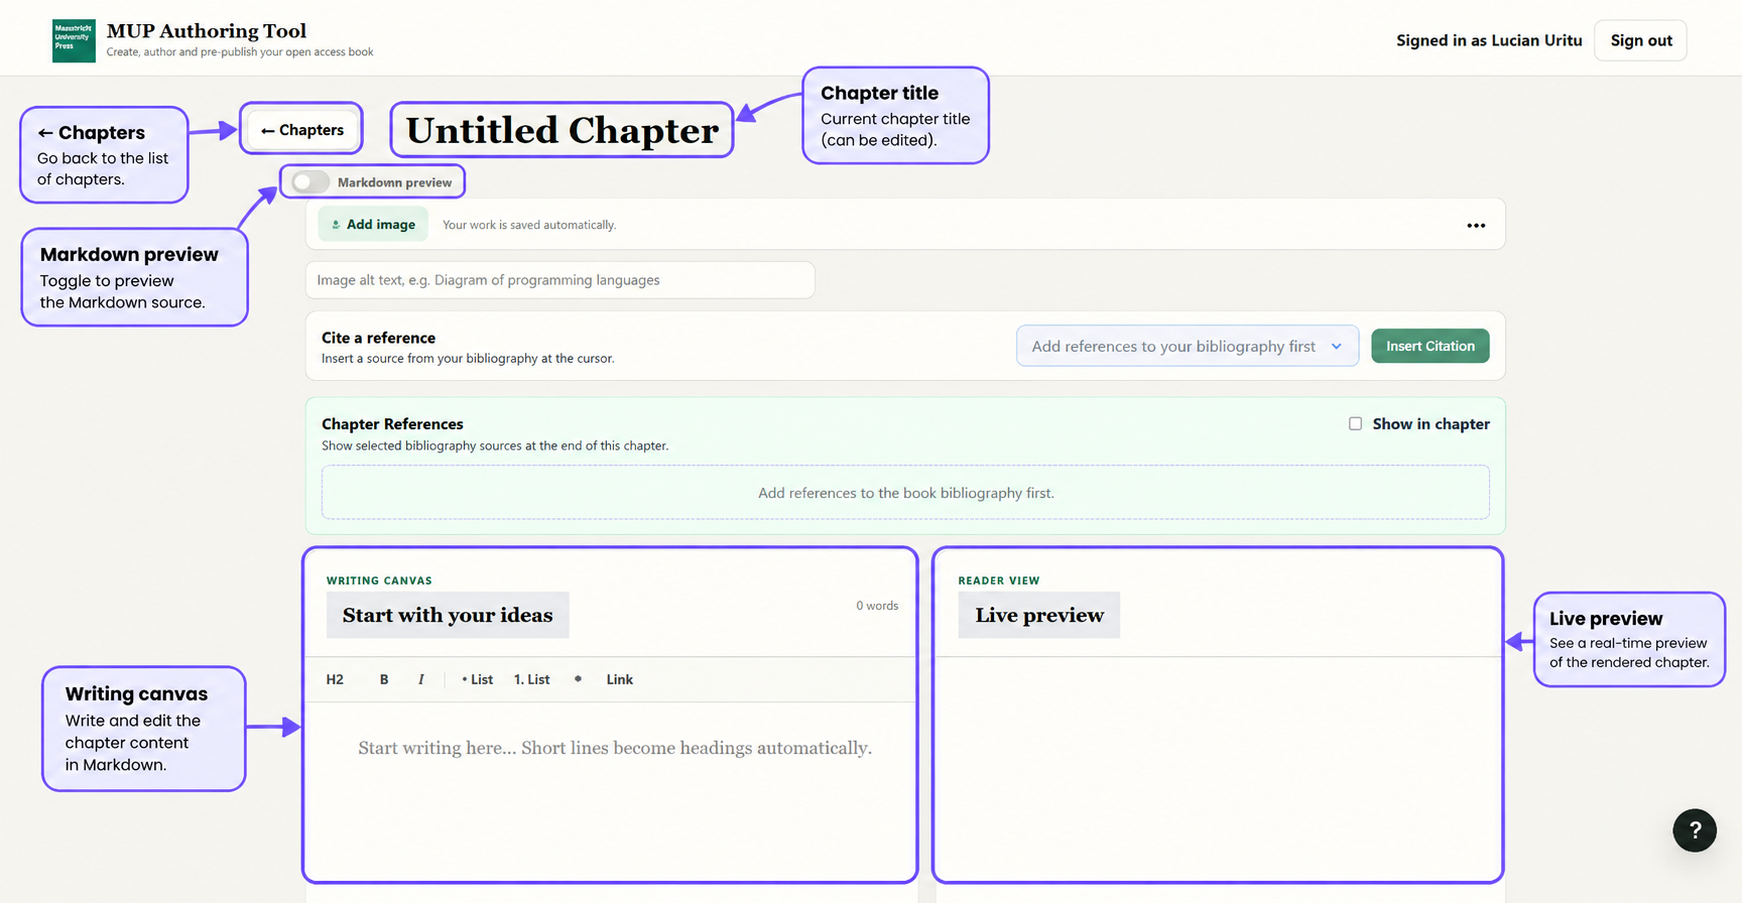 Maastricht
University
Press
MUP Authoring Tool
Create, author and pre-publish your open access book
Signed in as Lucian Uritu
Sign out
← Chapters
Go back to the list
of chapters.
← Chapters
Untitled Chapter
Chapter title
Current chapter title
(can be edited).
Markdown preview
Markdown preview
Toggle to preview
the Markdown source.
Add image
Your work is saved automatically.
•••
Image alt text, e.g. Diagram of programming languages
Cite a reference
Insert a source from your bibliography at the cursor.
Add references to your bibliography first
Insert Citation
Chapter References
Show selected bibliography sources at the end of this chapter.
Show in chapter
Add references to the book bibliography first.
WRITING CANVAS
Start with your ideas
0 words
H2 B I • List 1. List Link
Start writing here... Short lines become headings automatically.
READER VIEW
Live preview
Live preview
See a real-time preview
of the rendered chapter.
Writing canvas
Write and edit the
chapter content
in Markdown.
?